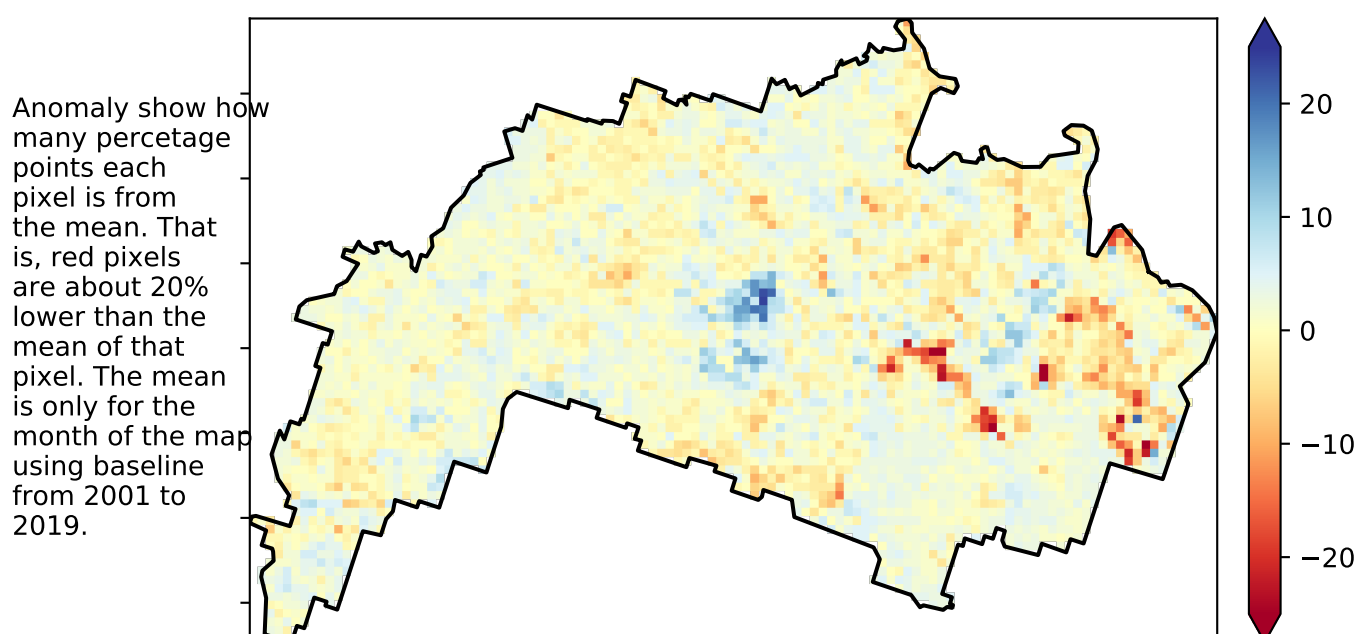 Anomaly show how
many percetage
points each
pixel is from
the mean. That
is, red pixels
are about 20%
lower than the
mean of that
pixel. The mean
is only for the
month of the map
using baseline
from 2001 to
2019.
20
10
0
−10
−20